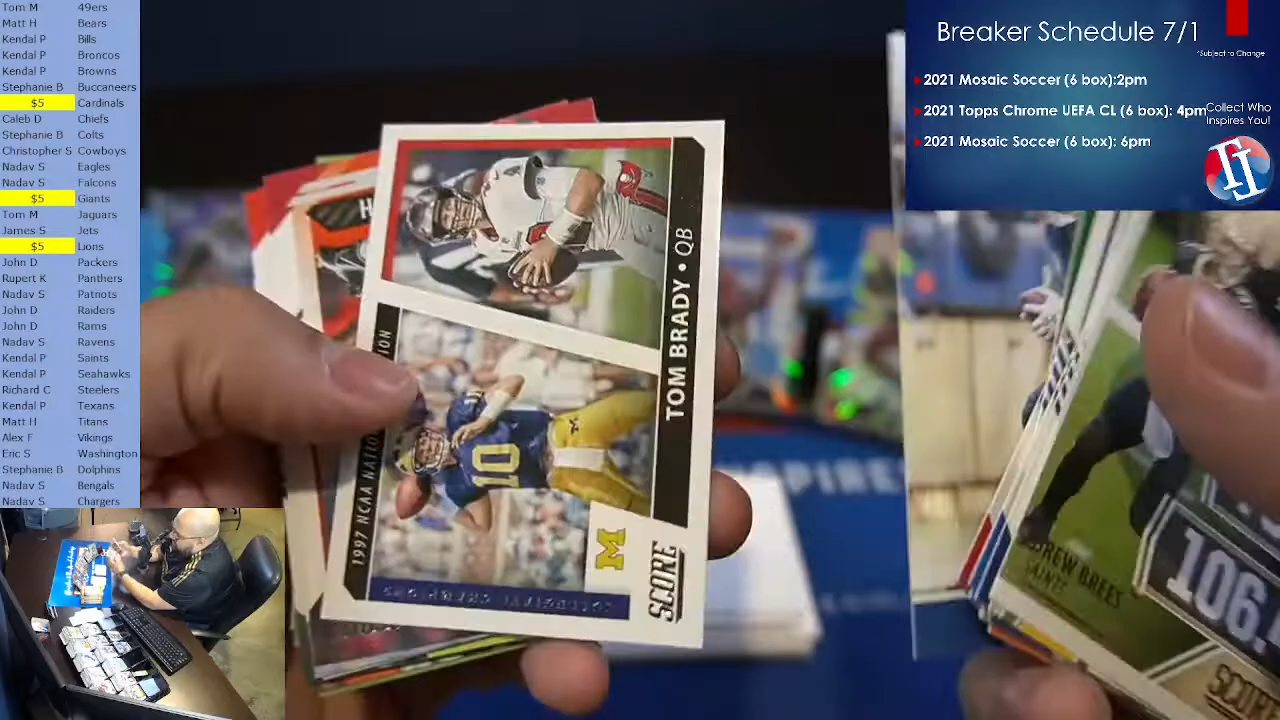 Tom M 49ers
Matt H Bears
Kendal P Bills
Kendal P Broncos
Kendal P Browns
Stephanie B Buccaneers
$5 Cardinals
Caleb D Chiefs
Stephanie B Colts
Christopher S Cowboys
Nadav S Eagles
Nadav S Falcons
$5 Giants
Tom M Jaguars
James S Jets
$5 Lions
John D Packers
Rupert K Panthers
Nadav S Patriots
John D Raiders
John D Rams
Nadav S Ravens
Kendal P Saints
Kendal P Seahawks
Richard C Steelers
Kendal P Texans
Matt H Titans
Alex F Vikings
Eric S Washington
Stephanie B Dolphins
Nadav S Bengals
Nadav S Chargers
TOM BRADY • QB
1997 NCAA
10
M
SCORE
Breaker Schedule 7/1
*Subject to Change
2021 Mosaic Soccer (6 box):2pm
2021 Topps Chrome UEFA CL (6 box): 4pm
2021 Mosaic Soccer (6 box): 6pm
Collect Who
Inspires You!
DREW BREES
SAINTS
106.